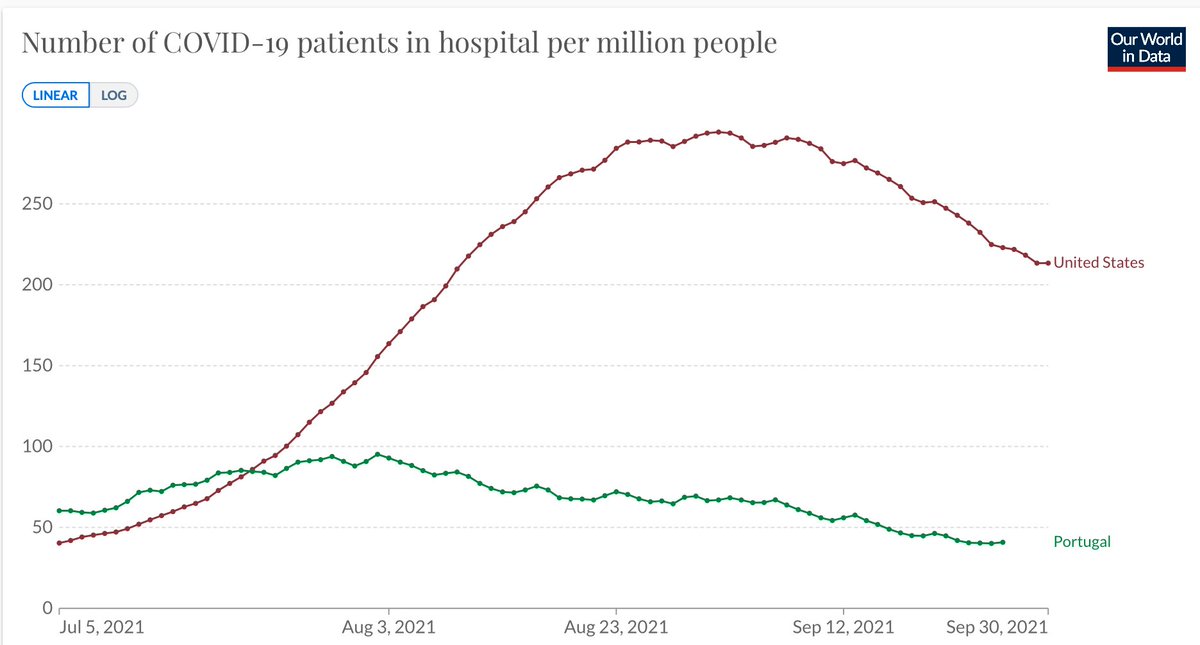 Number of COVID-19 patients in hospital per million people
Our World
in Data
LINEAR LOG
250
200
150
100
50
0
United States
Portugal
Jul 5, 2021 Aug 3, 2021 Aug 23, 2021 Sep 12, 2021 Sep 30, 2021